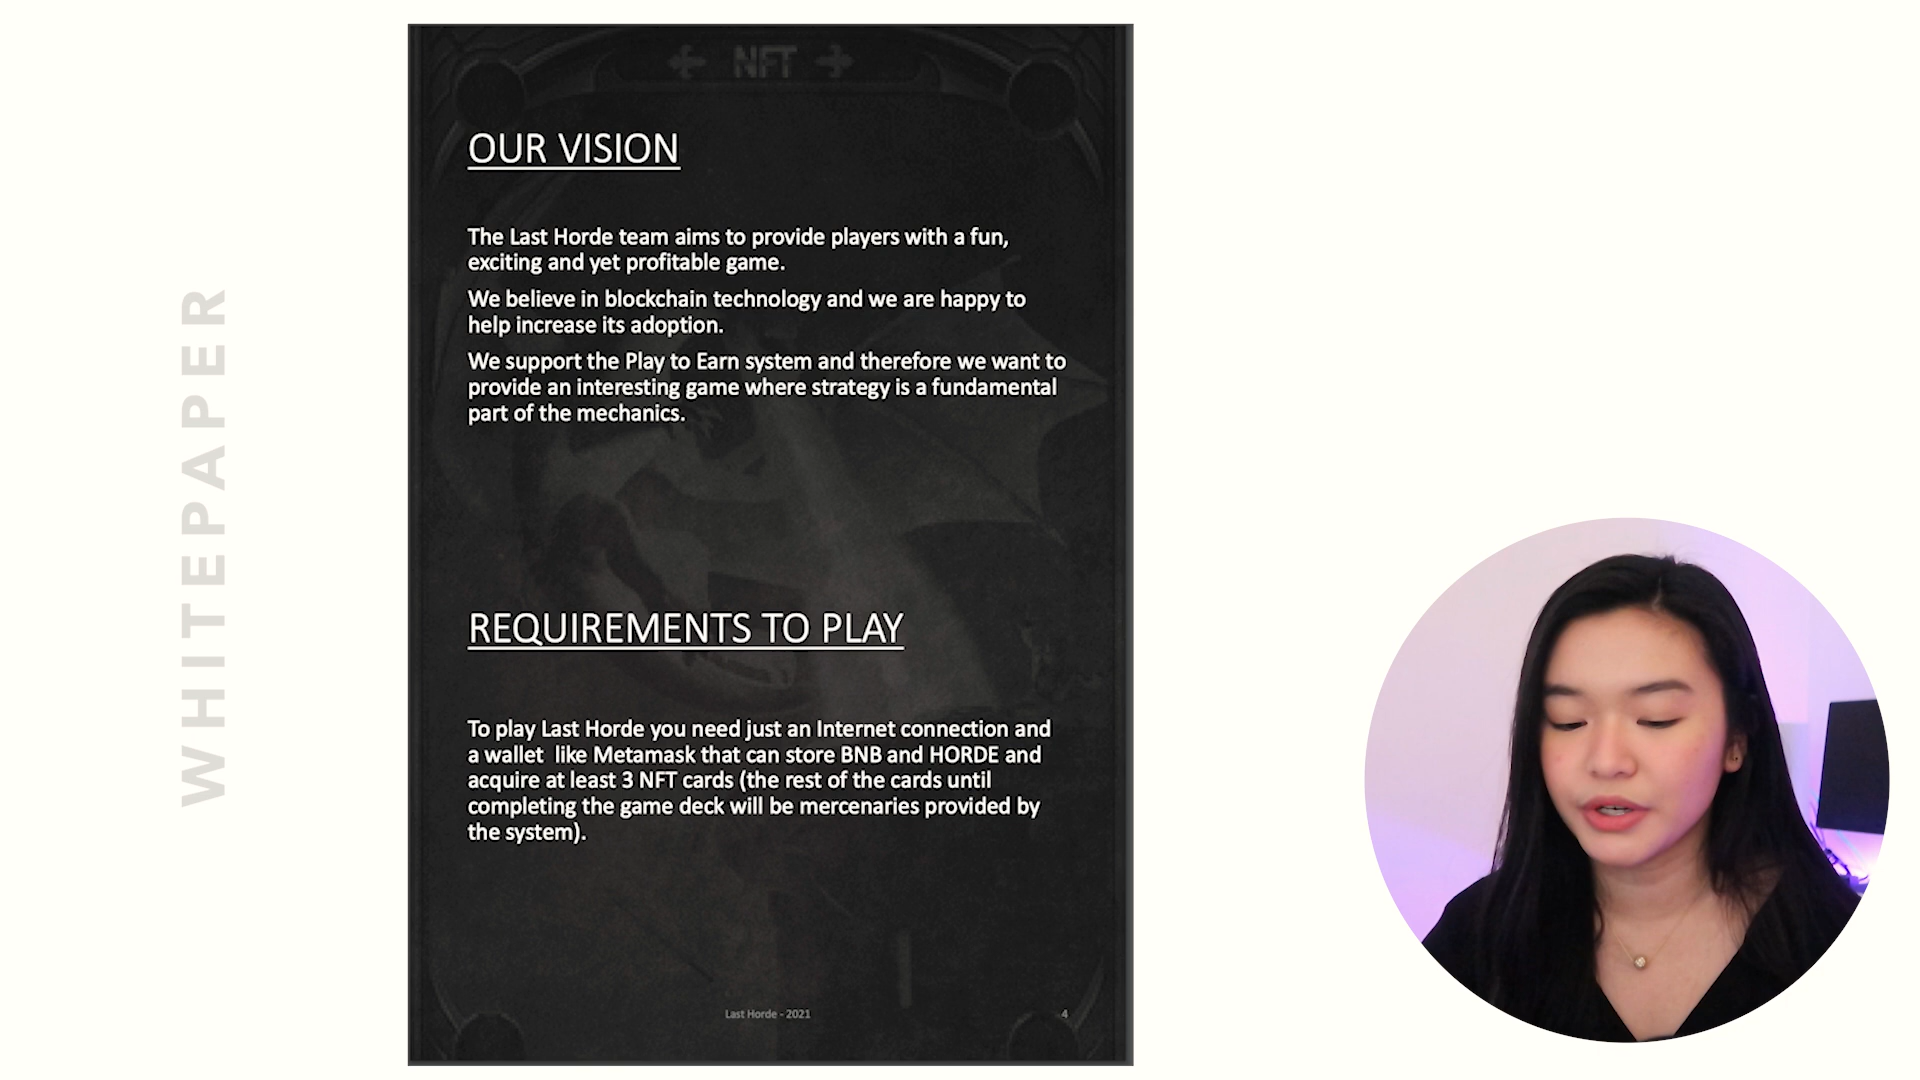 WHITEPAPER
NFT
OUR VISION
The Last Horde team aims to provide players with a fun,
exciting and yet profitable game.
We believe in blockchain technology and we are happy to
help increase its adoption.
We support the Play to Earn system and therefore we want to
provide an interesting game where strategy is a fundamental
part of the mechanics.
REQUIREMENTS TO PLAY
To play Last Horde you need just an Internet connection and
a wallet  like Metamask that can store BNB and HORDE and
acquire at least 3 NFT cards (the rest of the cards until
completing the game deck will be mercenaries provided by
the system).
Last Horde - 2021
4